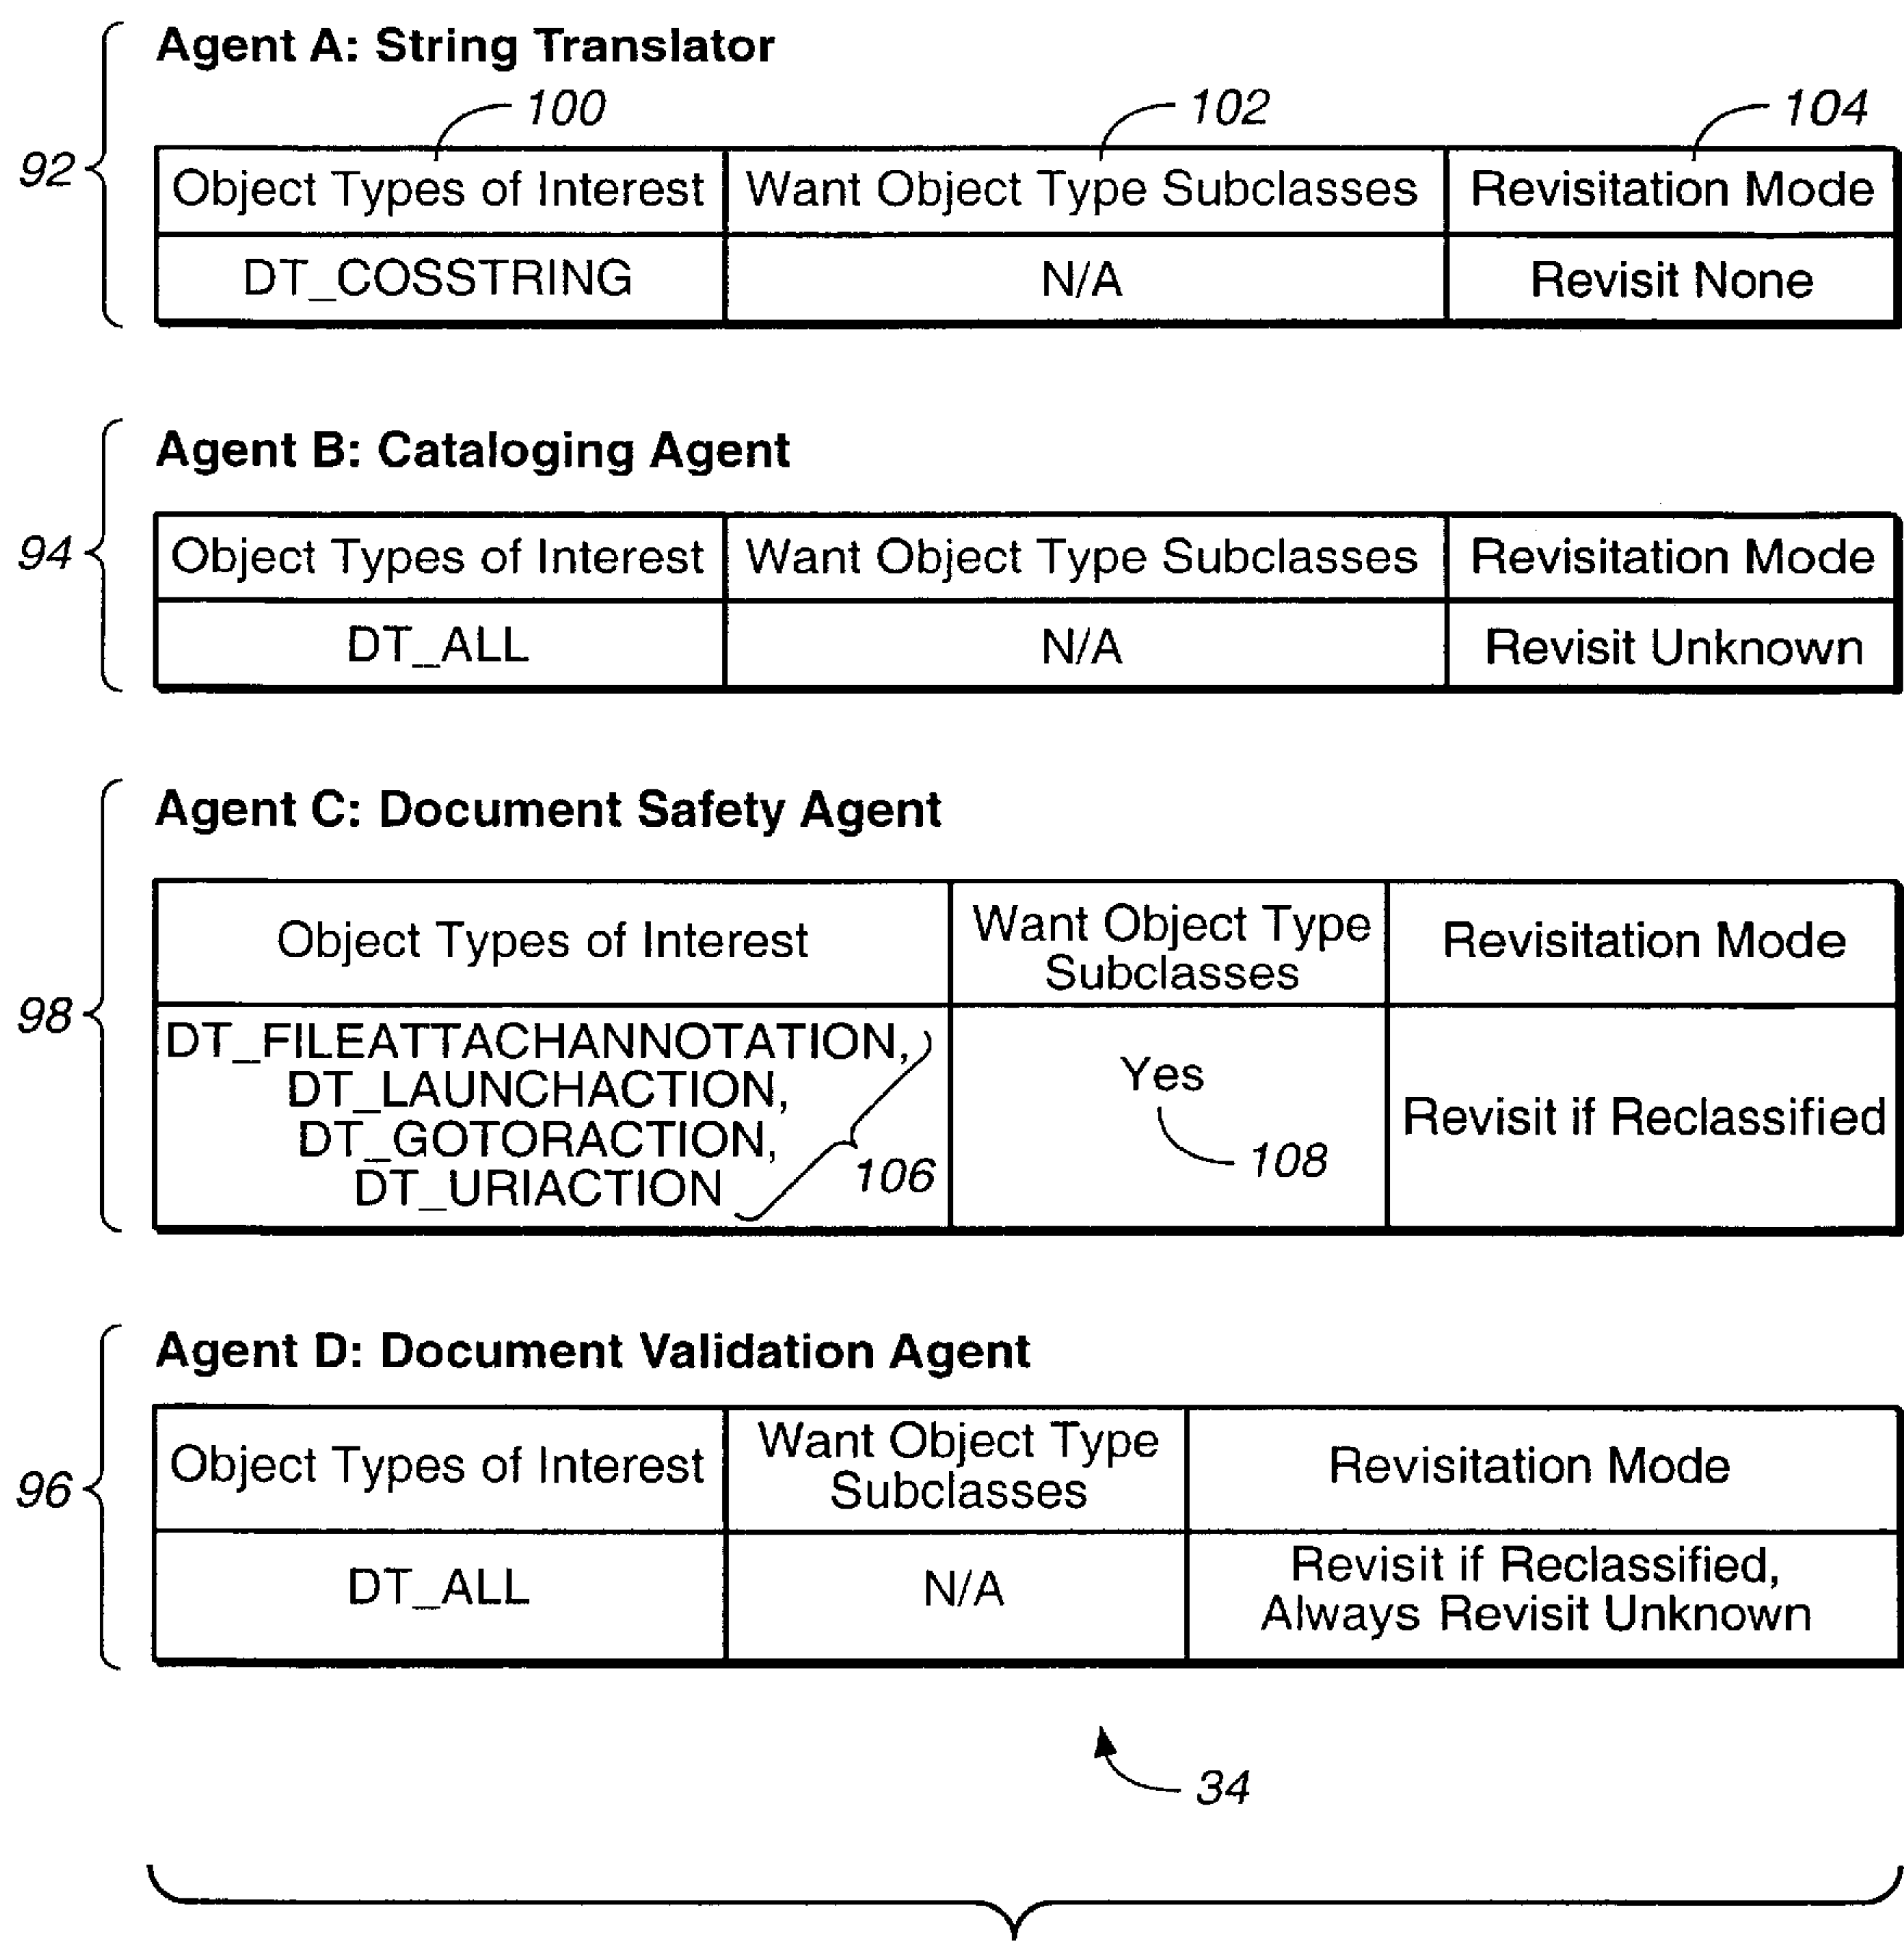 Agent A: String Translator
100
102
104
92
Object Types of Interest
Want Object Type Subclasses
Revisitation Mode
DT_COSSTRING
N/A
Revisit None
Agent B: Cataloging Agent
94
Object Types of Interest
Want Object Type Subclasses
Revisitation Mode
DT_ALL
N/A
Revisit Unknown
Agent C: Document Safety Agent
98
Object Types of Interest
Want Object Type
Subclasses
Revisitation Mode
DT_FILEATTACHANNOTATION,
DT_LAUNCHACTION,
DT_GOTORACTION,
DT_URIACTION
106
Yes
108
Revisit if Reclassified
Agent D: Document Validation Agent
96
Object Types of Interest
Want Object Type
Subclasses
Revisitation Mode
DT_ALL
N/A
Revisit if Reclassified,
Always Revisit Unknown
34